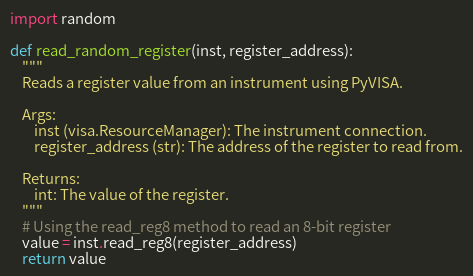 import random

def read_random_register(inst, register_address):
    """
    Reads a register value from an instrument using PyVISA.

    Args:
        inst (visa.ResourceManager): The instrument connection.
        register_address (str): The address of the register to read from.

    Returns:
        int: The value of the register.
    """
    # Using the read_reg8 method to read an 8-bit register
    value = inst.read_reg8(register_address)
    return value